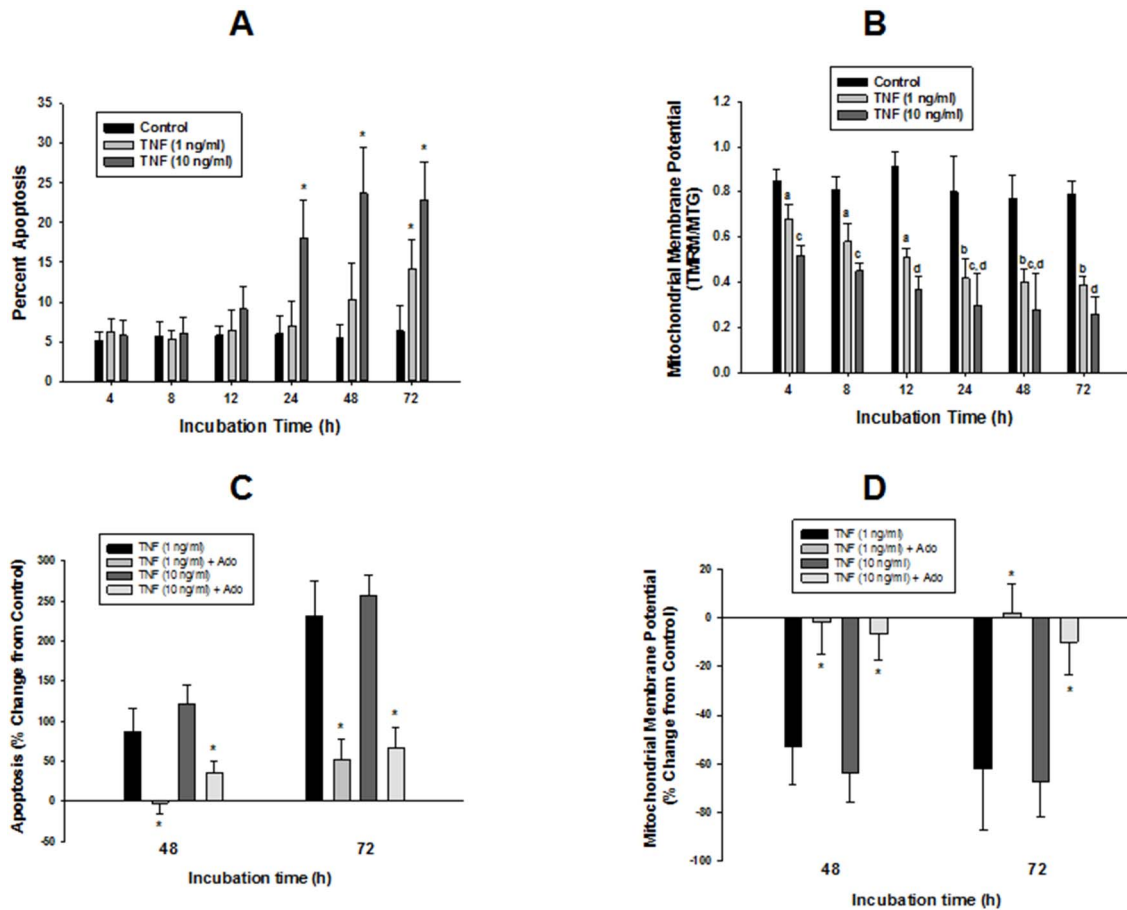 A
Control
TNF (1 ng/ml)
TNF (10 ng/ml)
Percent Apoptosis
35
30
25
20
15
10
5
0
*
*
*
*
4 8 12 24 48 72
Incubation Time (h)
B
Control
TNF (1 ng/ml)
TNF (10 ng/ml)
Mitochondrial Membrane Potential
(TMRM/MTG)
1.2
1.0
0.8
0.6
0.4
0.2
0.0
a c a c a d b c,d b c,d b d
4 8 12 24 48 72
Incubation Time (h)
C
TNF (1 ng/ml)
TNF (1 ng/ml) + Ado
TNF (10 ng/ml)
TNF (10 ng/ml) + Ado
Apoptosis (% Change from Control)
300
250
200
150
100
50
0
-50
* * * *
48 72
Incubation time (h)
D
TNF (1 ng/ml)
TNF (1 ng/ml) + Ado
TNF (10 ng/ml)
TNF (10 ng/ml) + Ado
Mitochondrial Membrane Potential
(% Change from Control)
20
0
-20
-40
-60
-80
-100
* * * *
48 72
Incubation time (h)